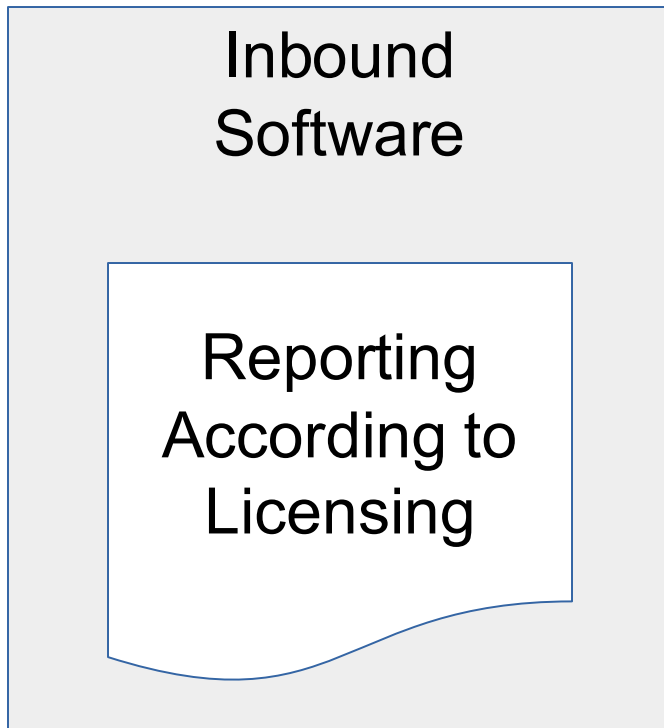 Inbound
Software
Reporting
According to
Licensing